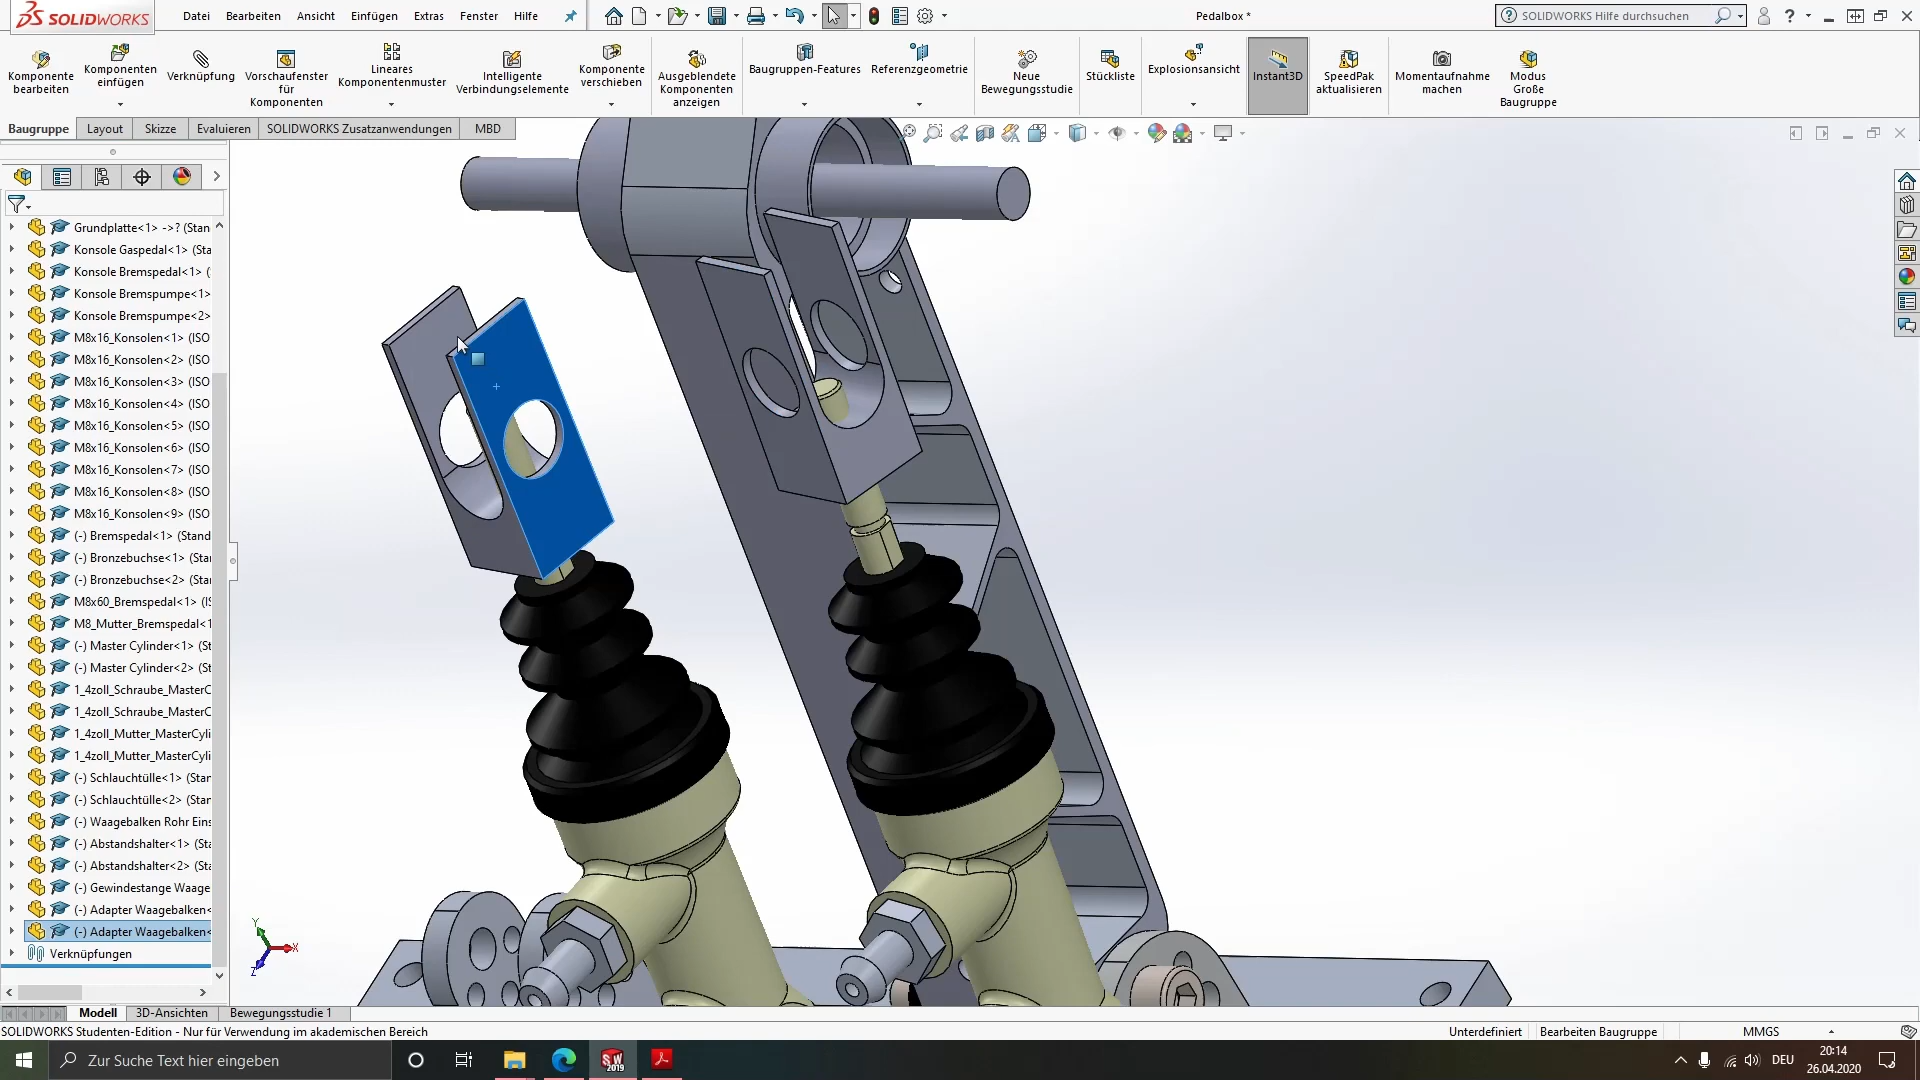 SOLIDWORKS
Datei Bearbeiten Ansicht Einfügen Extras Fenster Hilfe
Pedalbox *
SOLIDWORKS Hilfe durchsuchen
Komponente bearbeiten
Komponenten einfügen
Verknüpfung
Vorschaufenster für Komponenten
Lineares Komponentenmuster
Intelligente Verbindungselemente
Komponente verschieben
Ausgeblendete Komponenten anzeigen
Baugruppen-Features
Referenzgeometrie
Neue Bewegungsstudie
Stückliste
Explosionsansicht
Instant3D
SpeedPak aktualisieren
Momentaufnahme machen
Modus Große Baugruppe
Baugruppe Layout Skizze Evaluieren SOLIDWORKS Zusatzanwendungen MBD
Grundplatte<1> ->? (Stan
Konsole Gaspedal<1> (Sta
Konsole Bremspedal<1> (
Konsole Bremspumpe<1>
Konsole Bremspumpe<2>
M8x16_Konsolen<1> (ISO
M8x16_Konsolen<2> (ISO
M8x16_Konsolen<3> (ISO
M8x16_Konsolen<4> (ISO
M8x16_Konsolen<5> (ISO
M8x16_Konsolen<6> (ISO
M8x16_Konsolen<7> (ISO
M8x16_Konsolen<8> (ISO
M8x16_Konsolen<9> (ISO
(-) Bremspedal<1> (Stand
(-) Bronzebuchse<1> (Star
(-) Bronzebuchse<2> (Star
M8x60_Bremspedal<1> (IS
M8_Mutter_Bremspedal<1
(-) Master Cylinder<1> (St
(-) Master Cylinder<2> (St
1_4zoll_Schraube_MasterC
1_4zoll_Schraube_MasterC
1_4zoll_Mutter_MasterCyli
1_4zoll_Mutter_MasterCyli
(-) Schlauchtülle<1> (Star
(-) Schlauchtülle<2> (Star
(-) Waagebalken Rohr Eins
(-) Abstandshalter<1> (Sta
(-) Abstandshalter<2> (Sta
(-) Gewindestange Waage
(-) Adapter Waagebalken<
(-) Adapter Waagebalken<
Verknüpfungen
Y
X
Z
Modell 3D-Ansichten Bewegungsstudie 1
SOLIDWORKS Studenten-Edition - Nur für Verwendung im akademischen Bereich
Unterdefiniert Bearbeiten Baugruppe MMGS
Zur Suche Text hier eingeben
SW 2019
DEU
20:14
26.04.2020